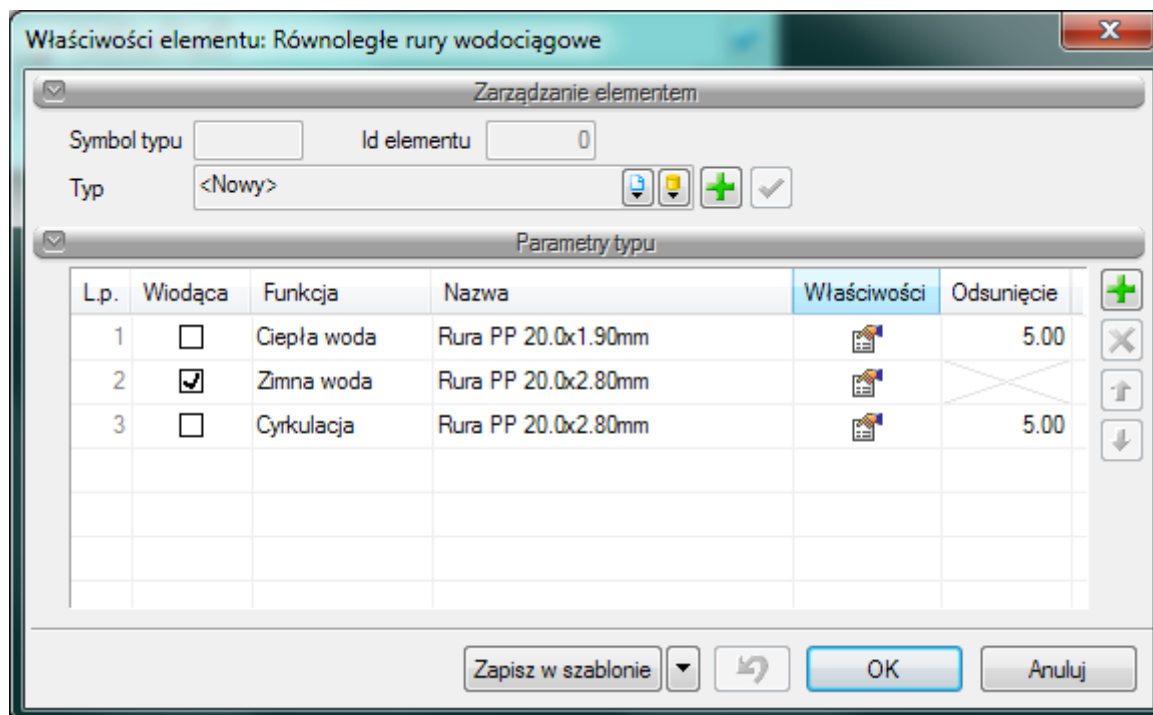 Właściwości elementu: Równoległe rury wodociągowe
Zarządzanie elementem
Symbol typu Id elementu 0
Typ <Nowy>
Parametry typu
L.p. Wiodąca Funkcja Nazwa Właściwości Odsunięcie
1 Ciepła woda Rura PP 20.0x1.90mm 5.00
2 Zimna woda Rura PP 20.0x2.80mm
3 Cyrkulacja Rura PP 20.0x2.80mm 5.00
Zapisz w szablonie OK Anuluj